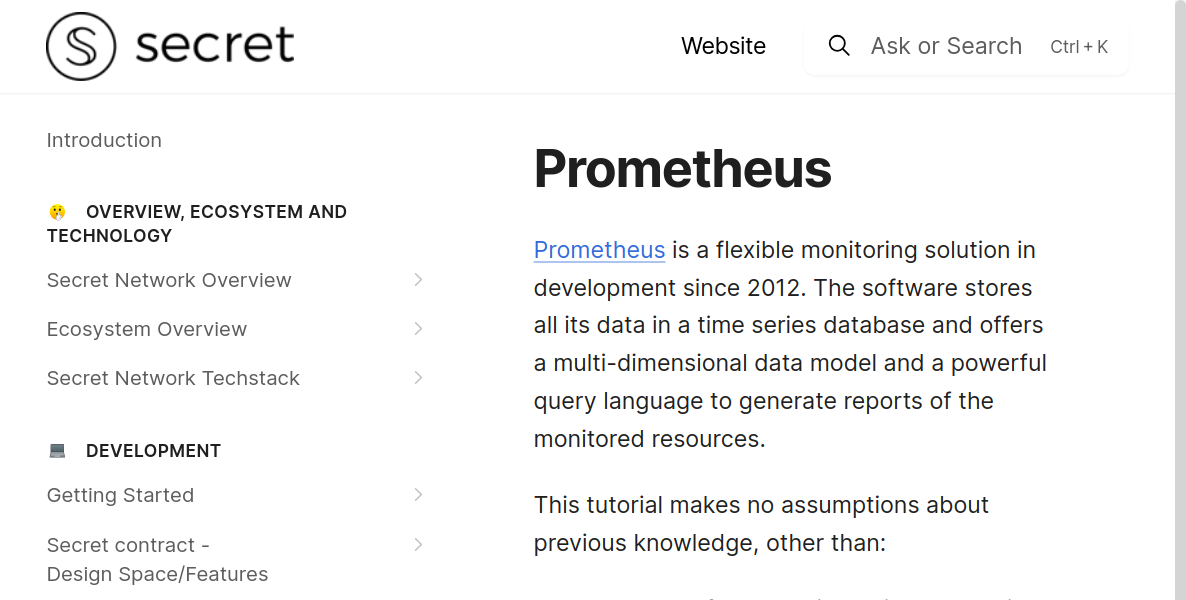 secret
Website
Ask or Search
Ctrl + K
Introduction
OVERVIEW, ECOSYSTEM AND
TECHNOLOGY
Secret Network Overview
Ecosystem Overview
Secret Network Techstack
DEVELOPMENT
Getting Started
Secret contract -
Design Space/Features
Prometheus
Prometheus is a flexible monitoring solution in
development since 2012. The software stores
all its data in a time series database and offers
a multi-dimensional data model and a powerful
query language to generate reports of the
monitored resources.
This tutorial makes no assumptions about
previous knowledge, other than: